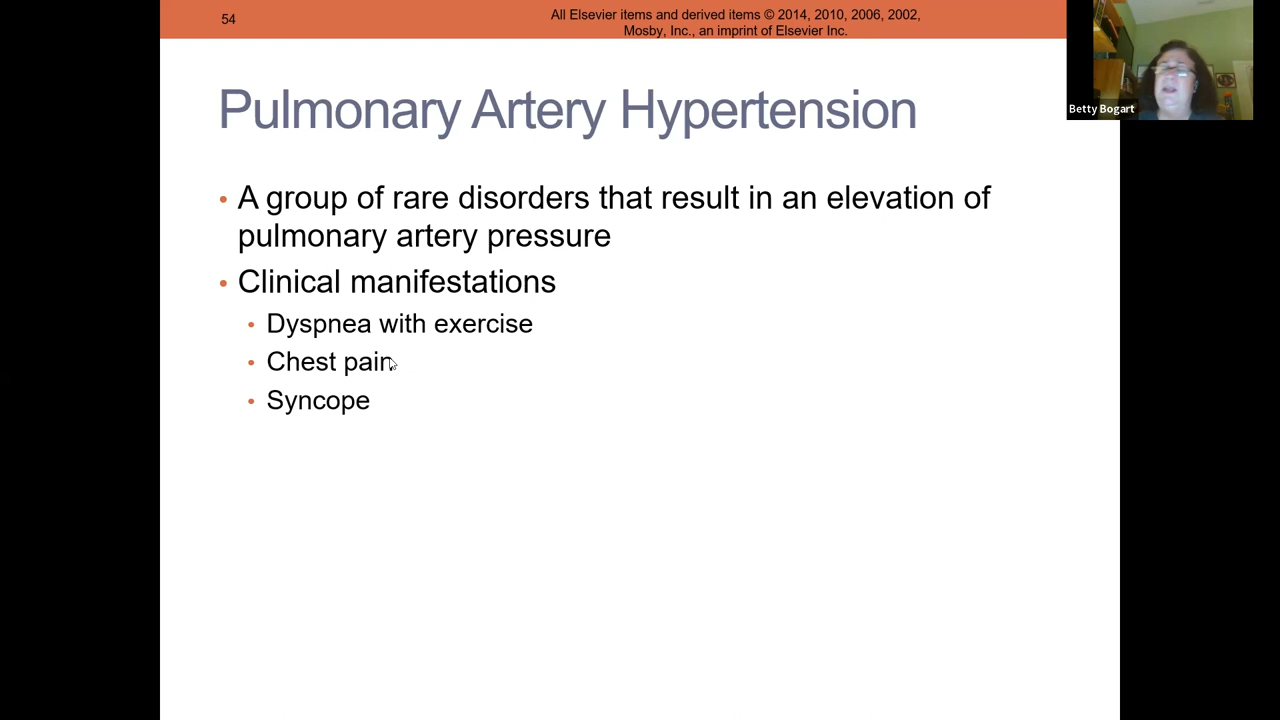 54
All Elsevier items and derived items © 2014, 2010, 2006, 2002,
Mosby, Inc., an imprint of Elsevier Inc.
Betty Bogart
Pulmonary Artery Hypertension
• A group of rare disorders that result in an elevation of
pulmonary artery pressure
• Clinical manifestations
• Dyspnea with exercise
• Chest pain
• Syncope